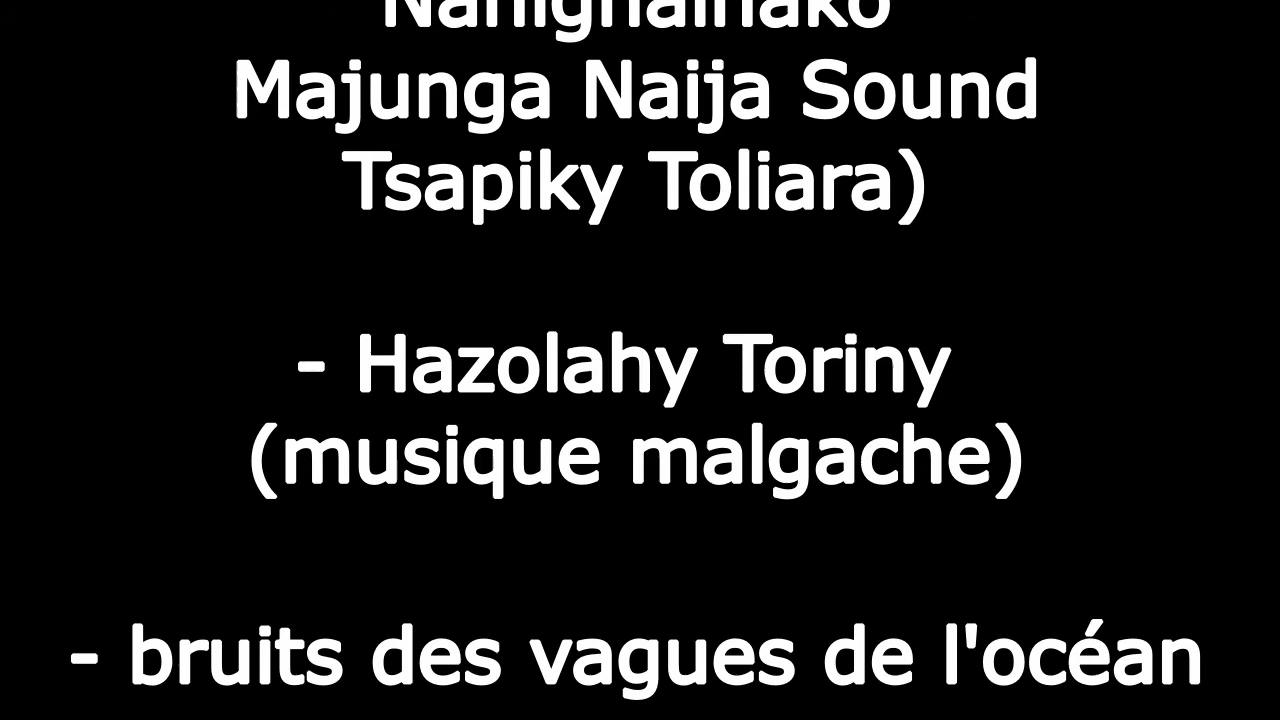 Majunga Naija Sound
Tsapiky Toliara)
- Hazolahy Toriny
(musique malgache)
- bruits des vagues de l'océan